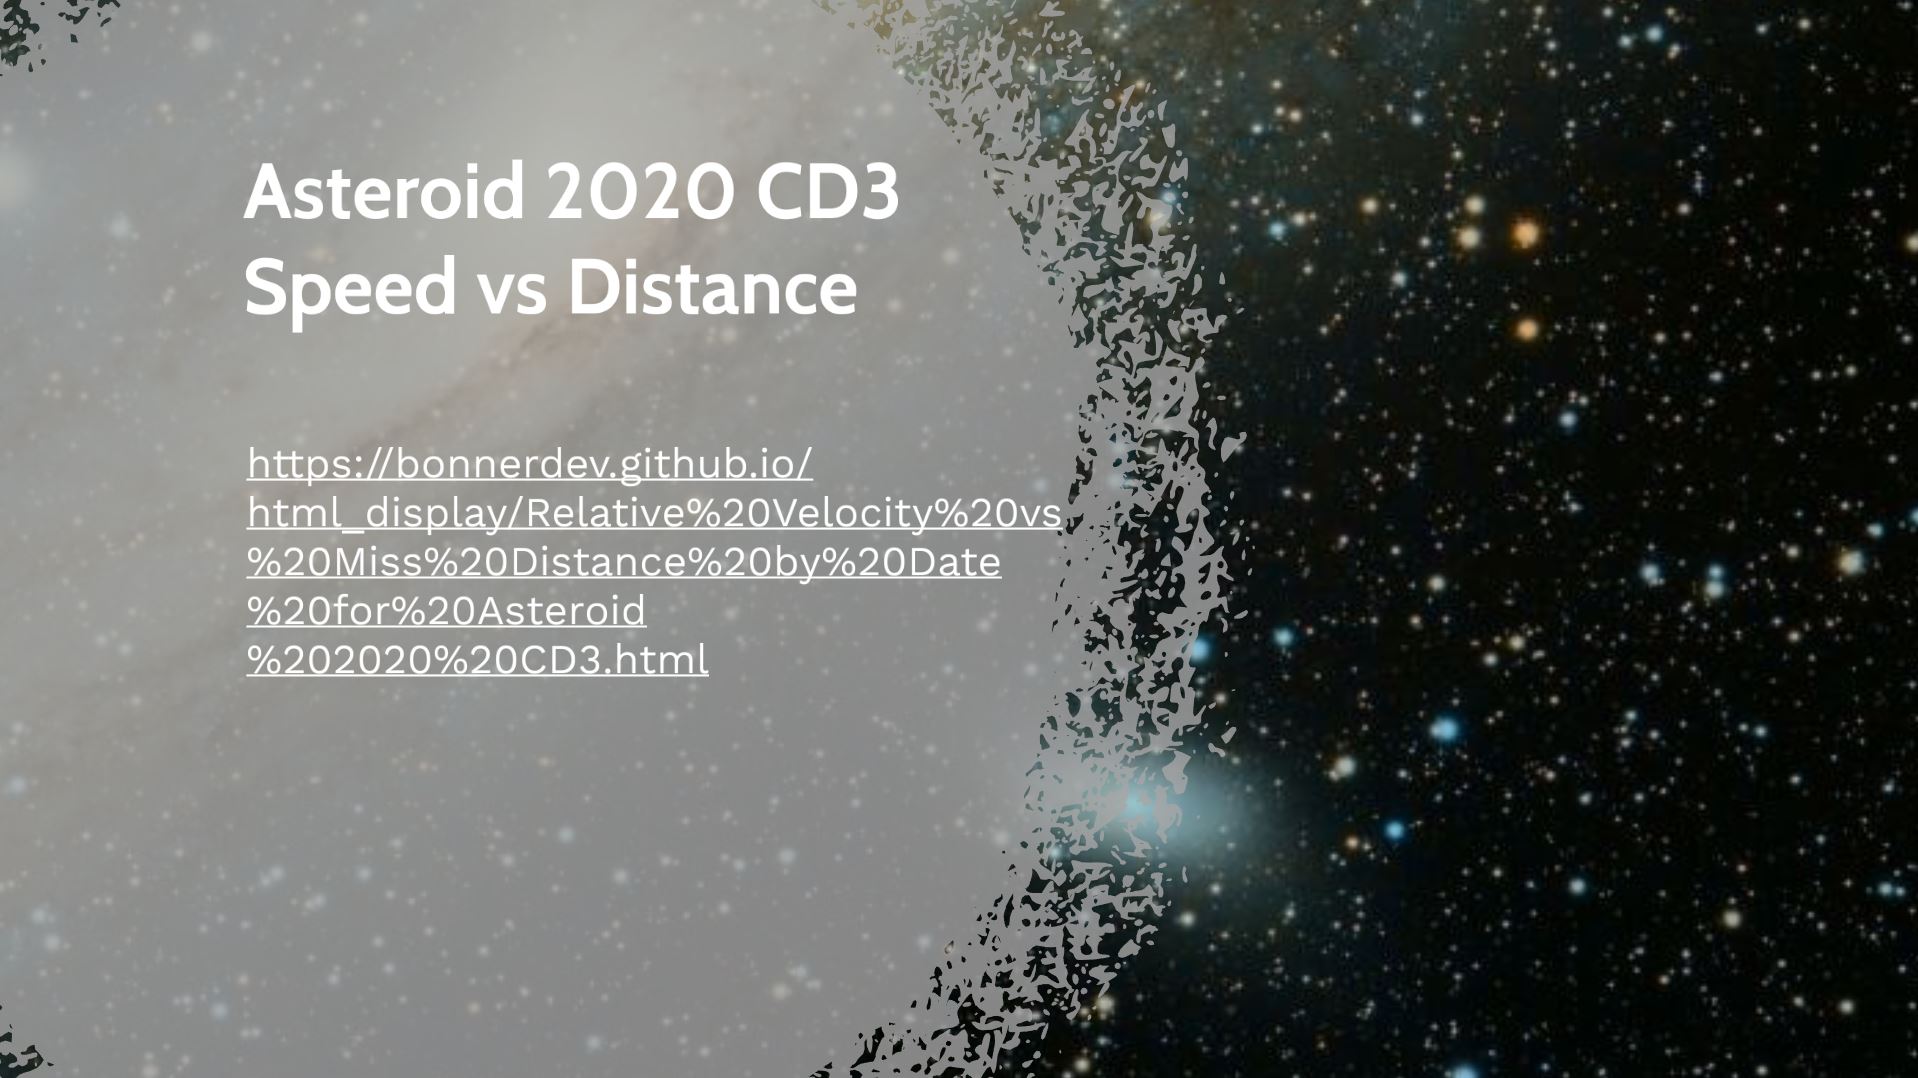 Asteroid 2020 CD3
Speed vs Distance
https://bonnerdev.github.io/
html_display/Relative%20Velocity%20vs
%20Miss%20Distance%20by%20Date
%20for%20Asteroid
%202020%20CD3.html